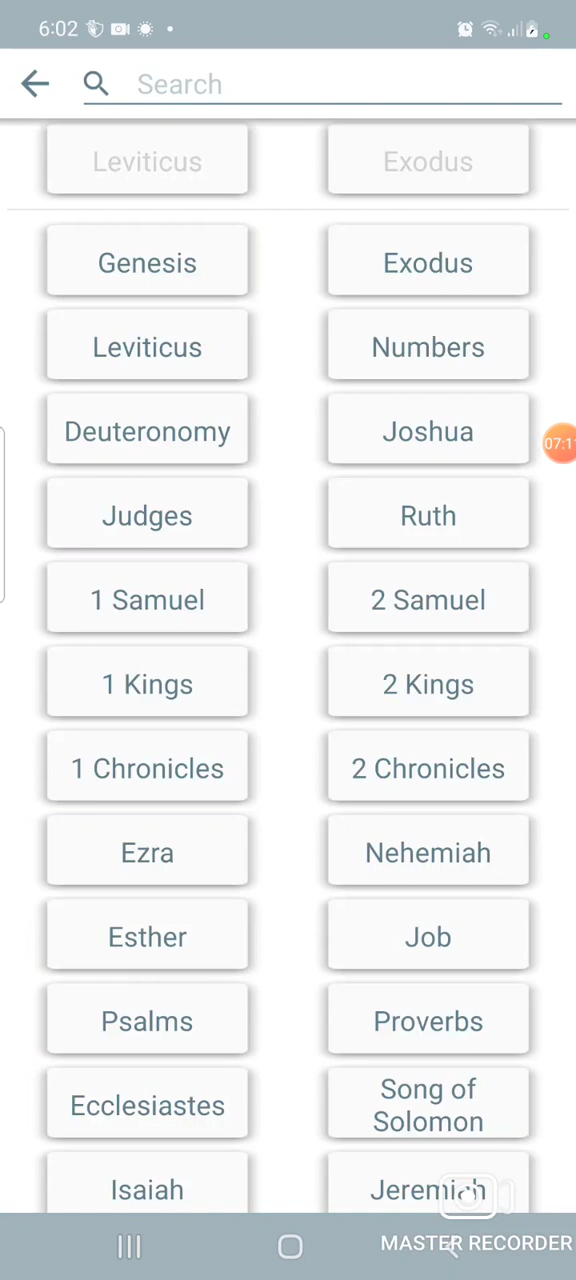 6:02
Search
Leviticus Exodus
Genesis Exodus
Leviticus Numbers
Deuteronomy Joshua
07:11
Judges Ruth
1 Samuel 2 Samuel
1 Kings 2 Kings
1 Chronicles 2 Chronicles
Ezra Nehemiah
Esther Job
Psalms Proverbs
Ecclesiastes Song of
Solomon
Isaiah Jeremiah
MASTER RECORDER